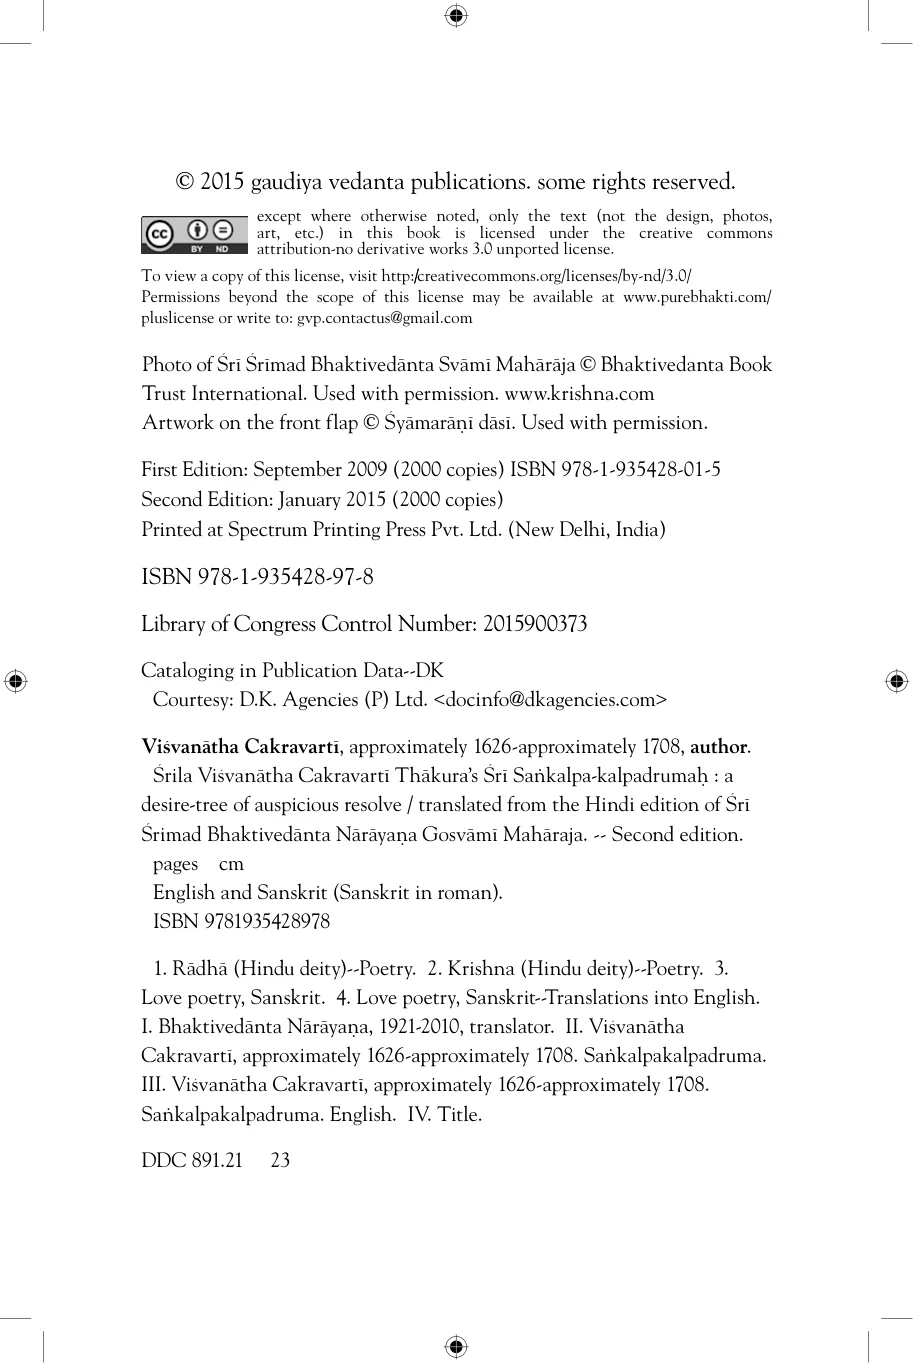 © 2015 gaudiya vedanta publications. some rights reserved.
except where otherwise noted, only the text (not the design, photos,
art, etc.) in this book is licensed under the creative commons
attribution-no derivative works 3.0 unported license.
cc BY ND
To view a copy of this license, visit http:/creativecommons.org/licenses/by-nd/3.0/
Permissions beyond the scope of this license may be available at www.purebhakti.com/
pluslicense or write to: gvp.contactus@gmail.com
Photo of Śrī Śrīmad Bhaktivedānta Svāmī Mahārāja © Bhaktivedanta Book
Trust International. Used with permission. www.krishna.com
Artwork on the front flap © Śyāmarāṇī dāsī. Used with permission.
First Edition: September 2009 (2000 copies) ISBN 978-1-935428-01-5
Second Edition: January 2015 (2000 copies)
Printed at Spectrum Printing Press Pvt. Ltd. (New Delhi, India)
ISBN 978-1-935428-97-8
Library of Congress Control Number: 2015900373
Cataloging in Publication Data--DK
Courtesy: D.K. Agencies (P) Ltd. <docinfo@dkagencies.com>
Viśvanātha Cakravartī, approximately 1626-approximately 1708, author.
Śrila Viśvanātha Cakravartī Thākura's Śrī Saṅkalpa-kalpadrumaḥ : a
desire-tree of auspicious resolve / translated from the Hindi edition of Śrī
Śrimad Bhaktivedānta Nārāyaṇa Gosvāmī Mahāraja. -- Second edition.
pages cm
English and Sanskrit (Sanskrit in roman).
ISBN 9781935428978
1. Rādhā (Hindu deity)--Poetry. 2. Krishna (Hindu deity)--Poetry. 3.
Love poetry, Sanskrit. 4. Love poetry, Sanskrit--Translations into English.
I. Bhaktivedānta Nārāyaṇa, 1921-2010, translator. II. Viśvanātha
Cakravartī, approximately 1626-approximately 1708. Saṅkalpakalpadruma.
III. Viśvanātha Cakravartī, approximately 1626-approximately 1708.
Saṅkalpakalpadruma. English. IV. Title.
DDC 891.21 23